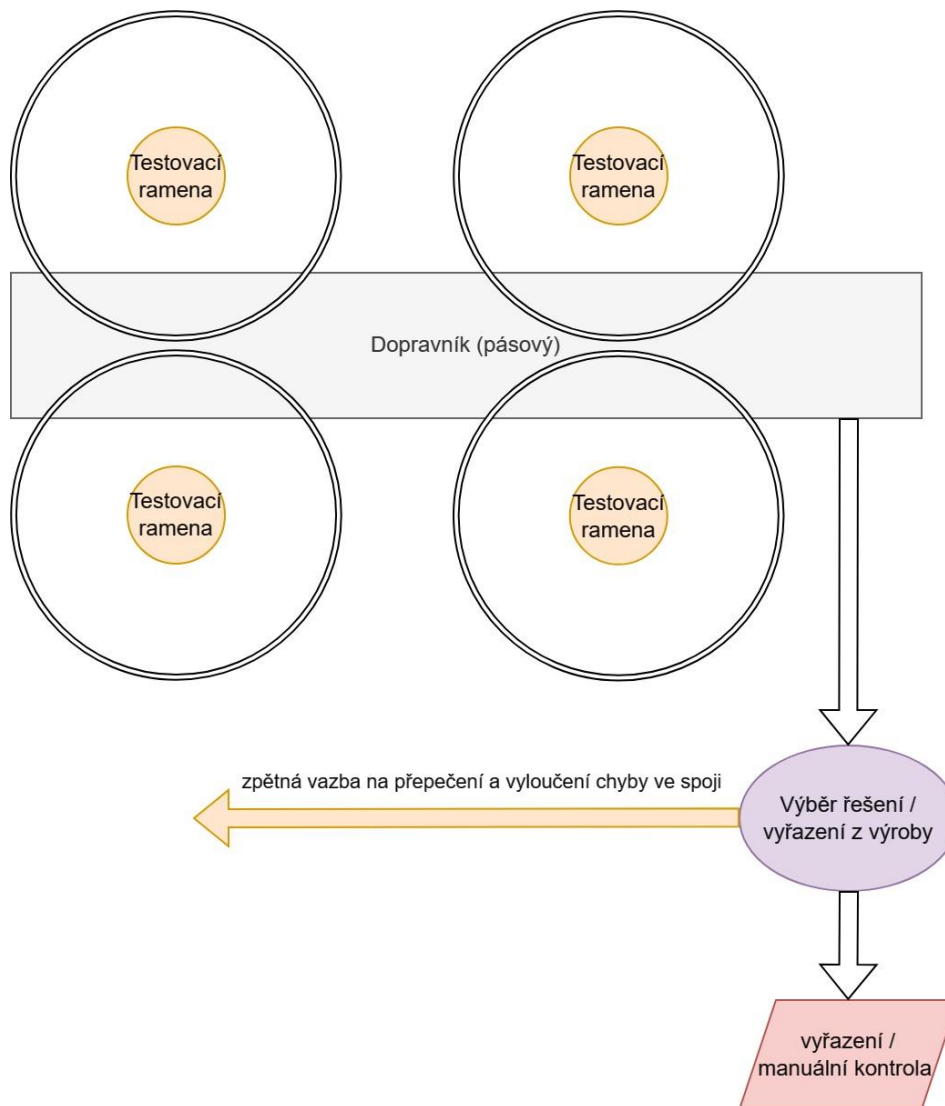 Testovací
ramena
Testovací
ramena
Dopravník (pásový)
Testovací
ramena
Testovací
ramena
zpětná vazba na přepečení a vyloučení chyby ve spoji
Výběr řešení /
vyřazení z výroby
vyřazení /
manuální kontrola